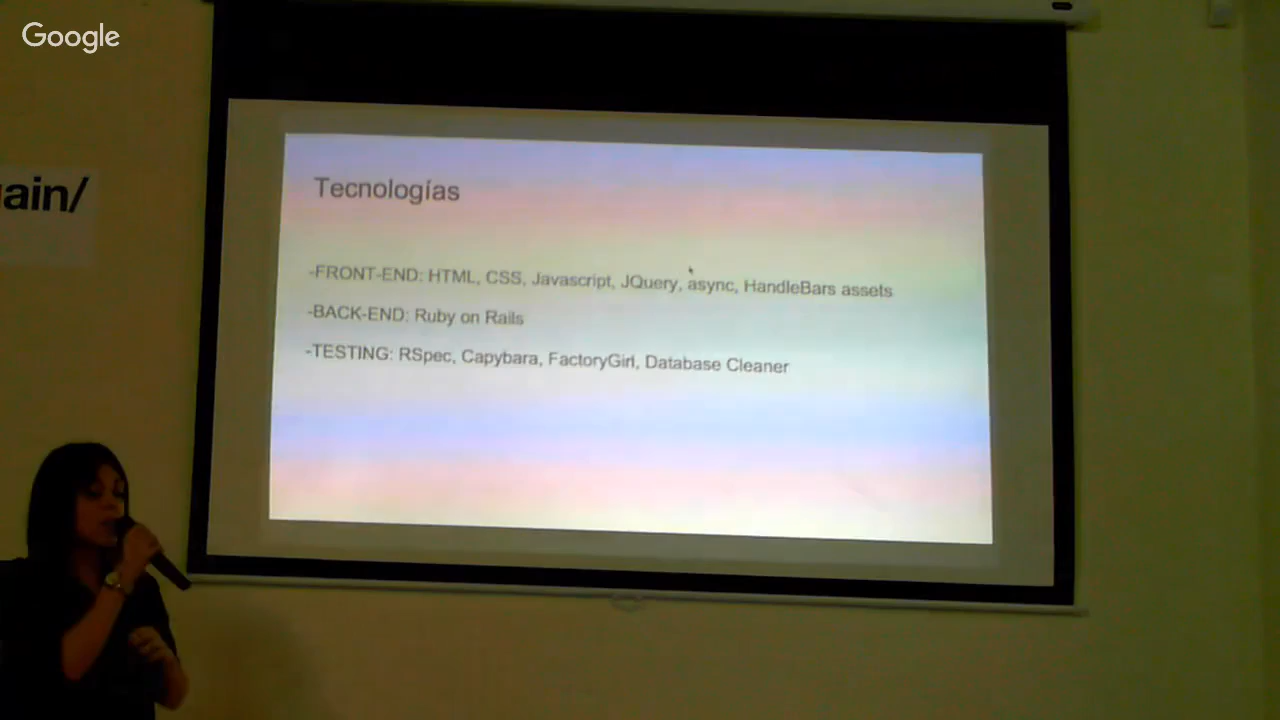 Google
ain/
Tecnologías
-FRONT-END: HTML, CSS, Javascript, JQuery, async, HandleBars assets
-BACK-END: Ruby on Rails
-TESTING: RSpec, Capybara, FactoryGirl, Database Cleaner